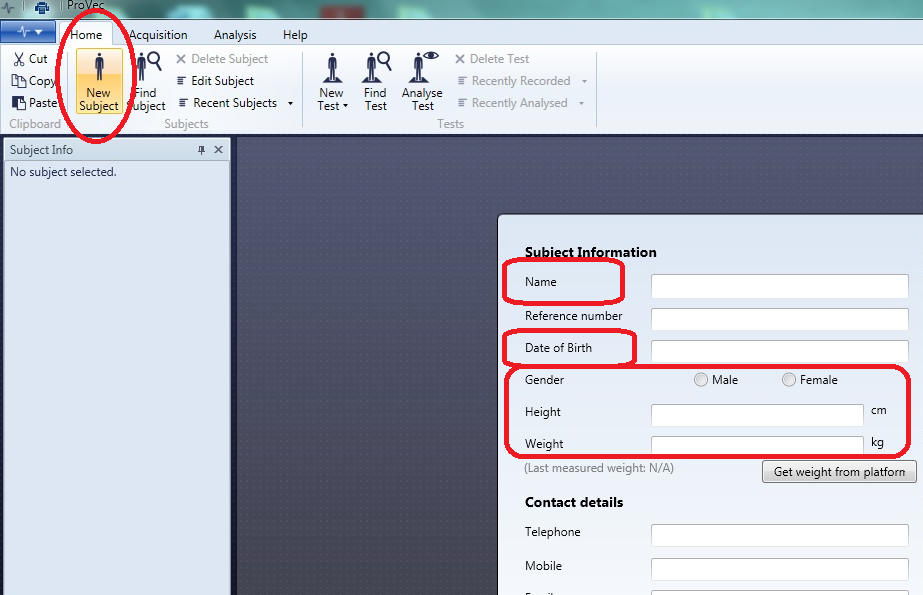 ProVec
Home Acquisition Analysis Help
Cut
Copy
Paste
Clipboard
New Subject
Find Subject
Delete Subject
Edit Subject
Recent Subjects
Subjects
New Test
Find Test
Analyse Test
Delete Test
Recently Recorded
Recently Analysed
Tests
Subject Info
No subject selected.
Subject Information
Name
Reference number
Date of Birth
Gender Male Female
Height cm
Weight kg
(Last measured weight: N/A) Get weight from platform
Contact details
Telephone
Mobile